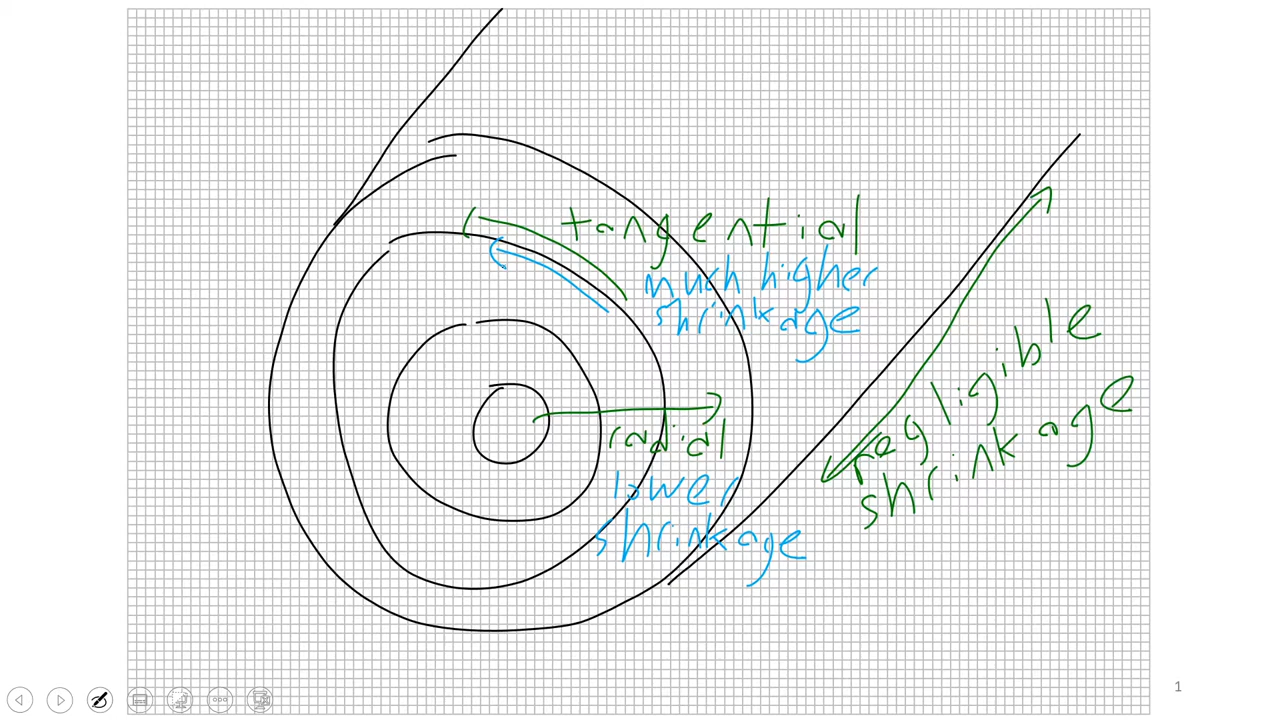 tangential
much higher
shrinkage
radial
lower
shrinkage
negligible
shrinkage
1